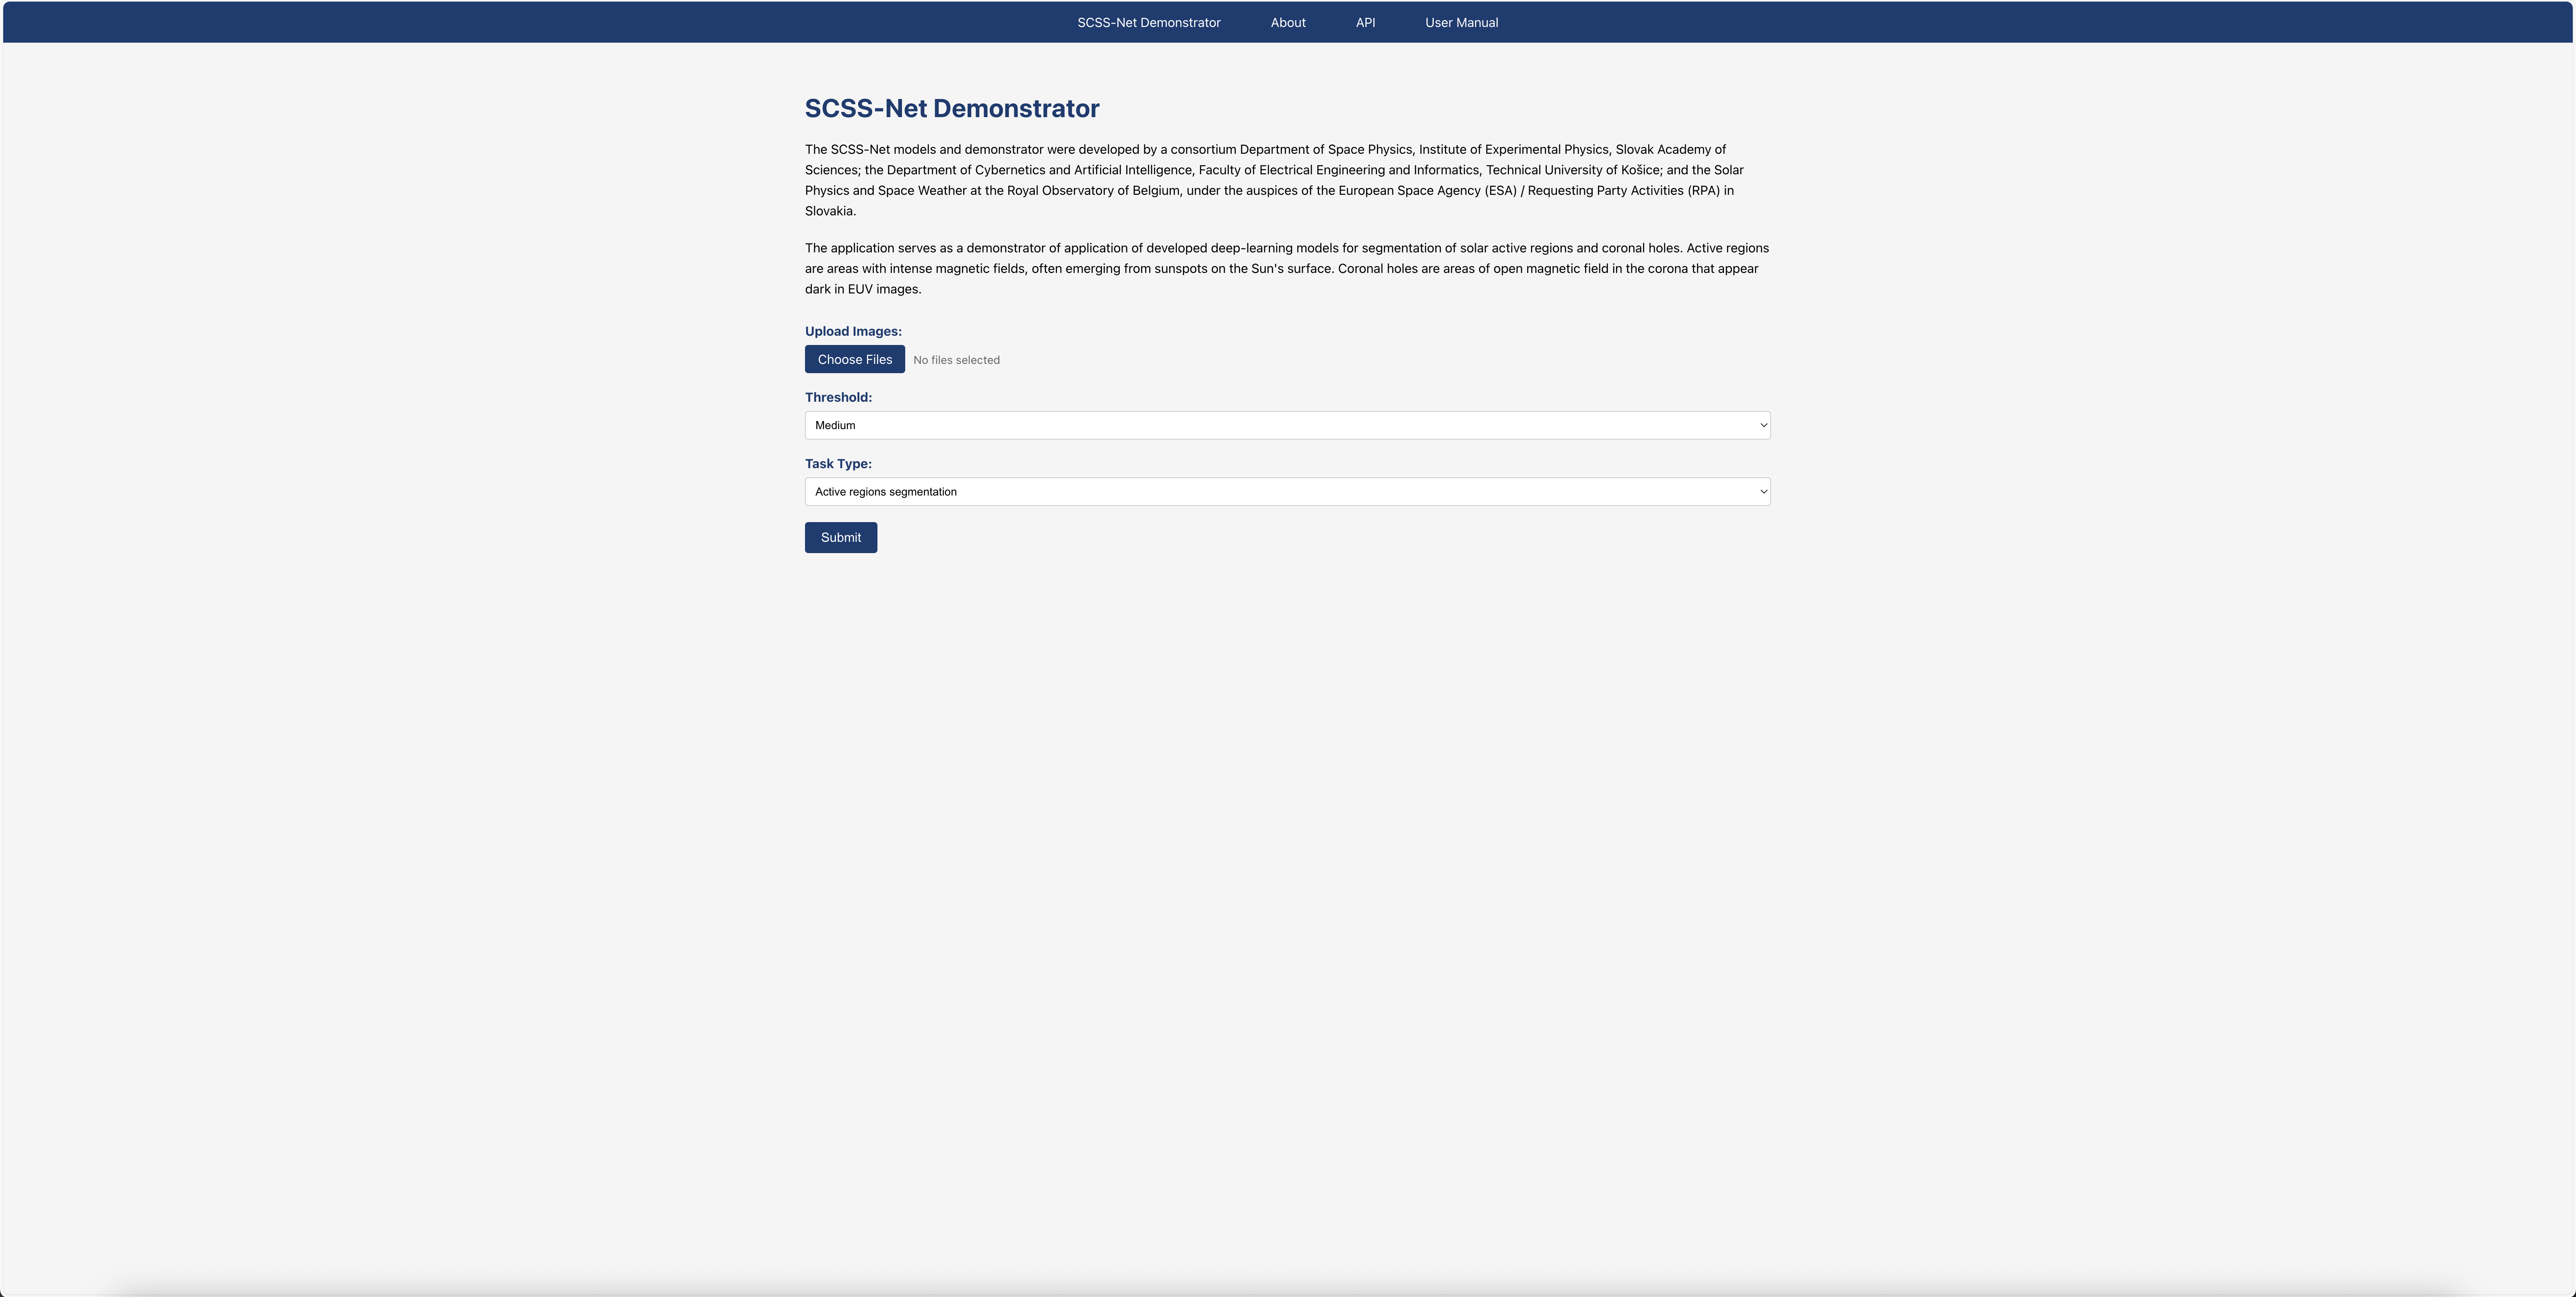 SCSS-Net Demonstrator About API User Manual
SCSS-Net Demonstrator
The SCSS-Net models and demonstrator were developed by a consortium Department of Space Physics, Institute of Experimental Physics, Slovak Academy of
Sciences; the Department of Cybernetics and Artificial Intelligence, Faculty of Electrical Engineering and Informatics, Technical University of Košice; and the Solar
Physics and Space Weather at the Royal Observatory of Belgium, under the auspices of the European Space Agency (ESA) / Requesting Party Activities (RPA) in
Slovakia.
The application serves as a demonstrator of application of developed deep-learning models for segmentation of solar active regions and coronal holes. Active regions
are areas with intense magnetic fields, often emerging from sunspots on the Sun's surface. Coronal holes are areas of open magnetic field in the corona that appear
dark in EUV images.
Upload Images:
Choose Files No files selected
Threshold:
Medium
Task Type:
Active regions segmentation
Submit